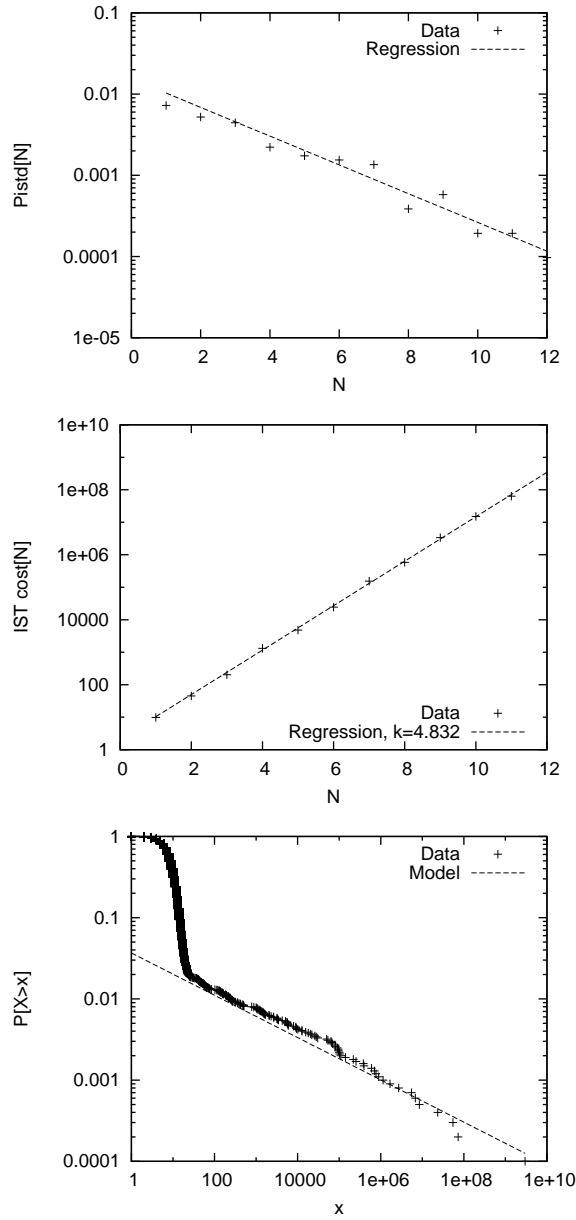 0.1
Data
Regression
0.01
0.001
0.0001
1e-05
Pistd[N]
0 2 4 6 8 10 12
N
1e+10
1e+08
1e+06
10000
100
1
IST cost[N]
Data
Regression, k=4.832
0 2 4 6 8 10 12
N
1
Data
Model
0.1
0.01
0.001
0.0001
P[X>x]
1 100 10000 1e+06 1e+08 1e+10
x